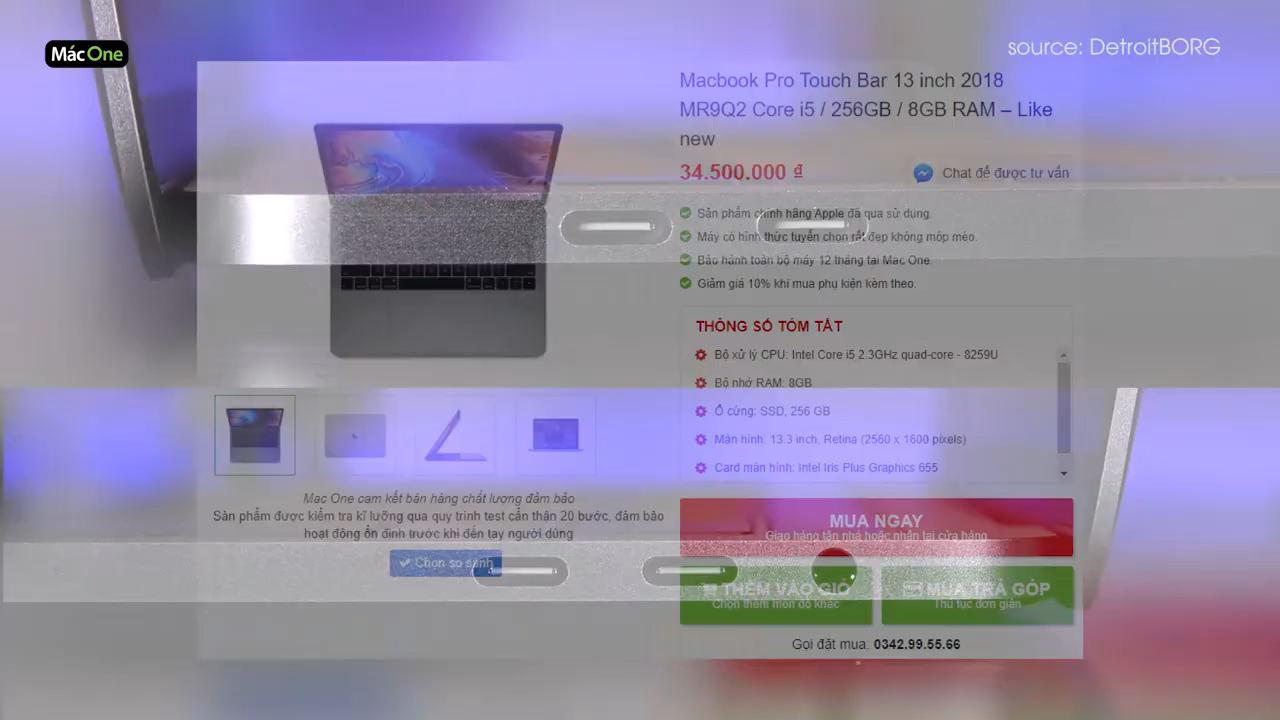 Mác One
source: DetroitBORG
Macbook Pro Touch Bar 13 inch 2018
MR9Q2 Core i5 / 256GB / 8GB RAM – Like
new
34.500.000 ₫
Chat để được tư vấn
Sản phẩm chính hãng Apple đã qua sử dụng.
Máy có hình thức tuyển chọn rất đẹp không móp méo.
Bảo hành toàn bộ máy 12 tháng tại Mac One.
Giảm giá 10% khi mua phụ kiện kèm theo.
THÔNG SỐ TÓM TẮT
Bộ xử lý CPU: Intel Core i5 2.3GHz quad-core - 8259U
Bộ nhớ RAM: 8GB
Ổ cứng: SSD, 256 GB
Màn hình: 13.3 inch, Retina (2560 x 1600 pixels)
Card màn hình: Intel Iris Plus Graphics 655
Mac One cam kết bán hàng chất lượng đảm bảo
Sản phẩm được kiểm tra kĩ lưỡng qua quy trình test cẩn thận 20 bước, đảm bảo
hoạt động ổn định trước khi đến tay người dùng
Chọn so sánh
MUA NGAY
Giao hàng tận nhà hoặc nhận tại cửa hàng
THÊM VÀO GIỎ
Chọn thêm món đồ khác
MUA TRẢ GÓP
Thủ tục đơn giản
Gọi đặt mua: 0342.99.55.66